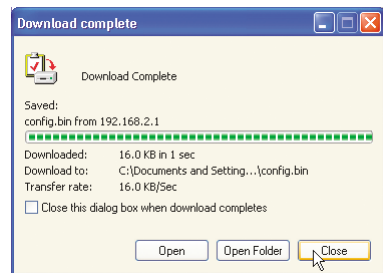 Download complete
Download Complete
Saved:
config.bin from 192.168.2.1
Downloaded: 16.0 KB in 1 sec
Download to: C:\Documents and Setting...\config.bin
Transfer rate: 16.0 KB/Sec
Close this dialog box when download completes
Open Open Folder Close